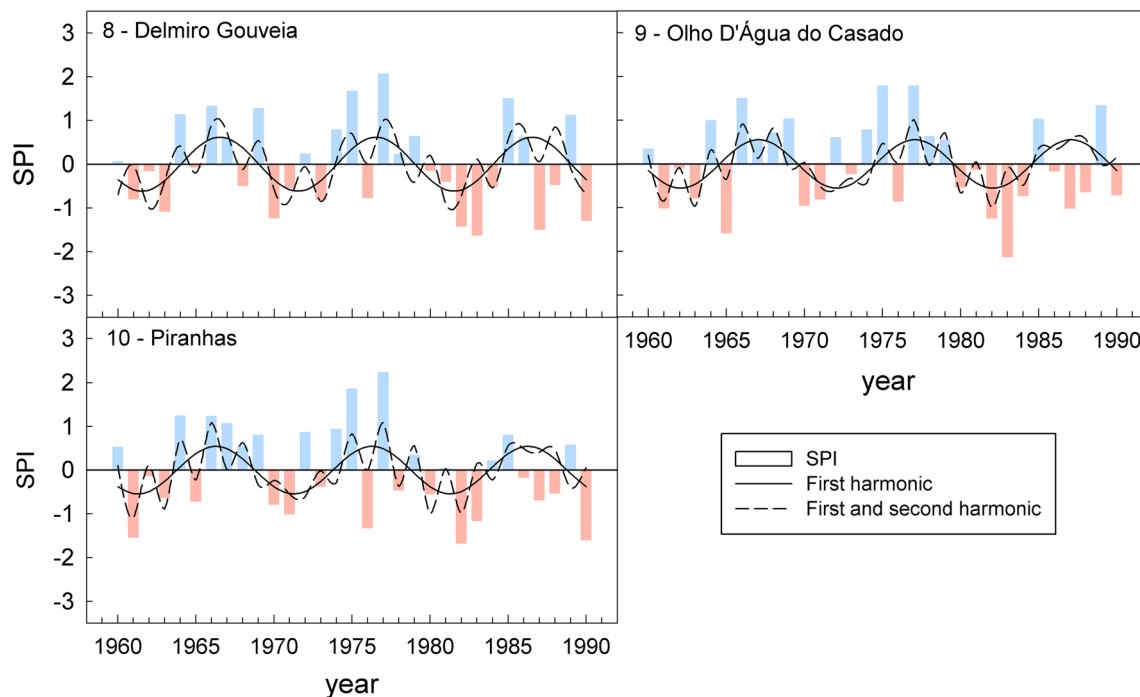 8 - Delmiro Gouveia
9 - Olho D'Água do Casado
3
2
1
0
-1
-2
-3
SPI
10 - Piranhas
3
2
1
0
-1
-2
-3
SPI
1960 1965 1970 1975 1980 1985 1990
year
1960 1965 1970 1975 1980 1985 1990
year
SPI
First harmonic
First and second harmonic